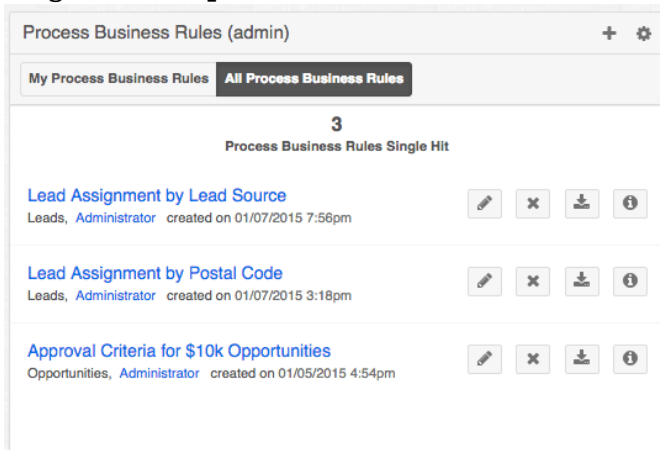 Process Business Rules (admin)
My Process Business Rules All Process Business Rules
3
Process Business Rules Single Hit
Lead Assignment by Lead Source
Leads, Administrator created on 01/07/2015 7:56pm
Lead Assignment by Postal Code
Leads, Administrator created on 01/07/2015 3:18pm
Approval Criteria for $10k Opportunities
Opportunities, Administrator created on 01/05/2015 4:54pm